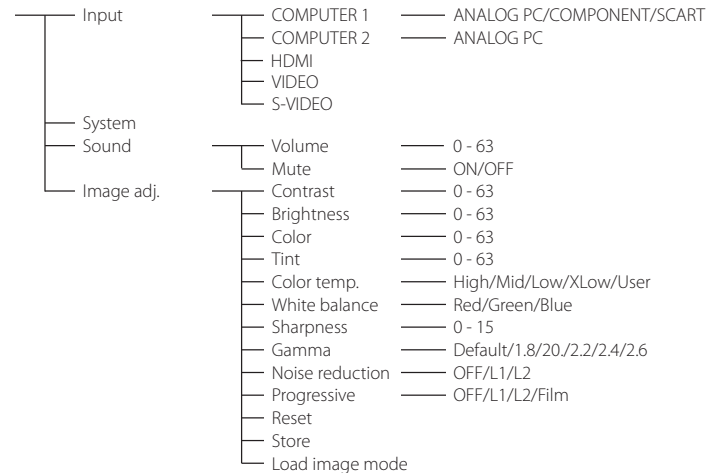 Input COMPUTER 1 ANALOG PC/COMPONENT/SCART
COMPUTER 2 ANALOG PC
HDMI
VIDEO
S-VIDEO
System
Sound Volume 0 - 63
Mute ON/OFF
Image adj. Contrast 0 - 63
Brightness 0 - 63
Color 0 - 63
Tint 0 - 63
Color temp. High/Mid/Low/XLow/User
White balance Red/Green/Blue
Sharpness 0 - 15
Gamma Default/1.8/20./2.2/2.4/2.6
Noise reduction OFF/L1/L2
Progressive OFF/L1/L2/Film
Reset
Store
Load image mode